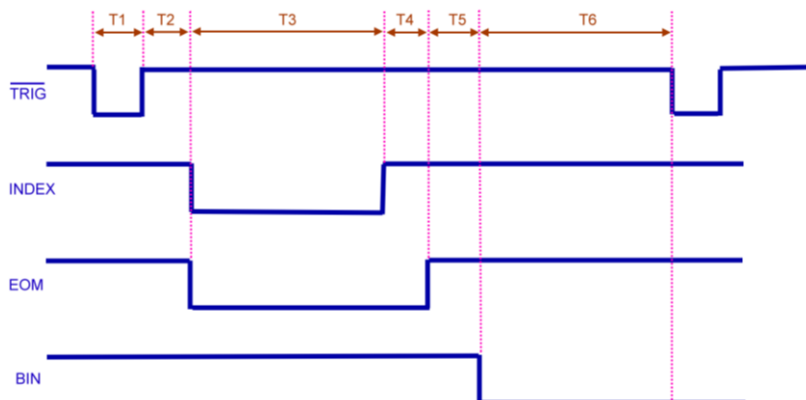 T1 T2 T3 T4 T5 T6
TRIG
INDEX
EOM
BIN